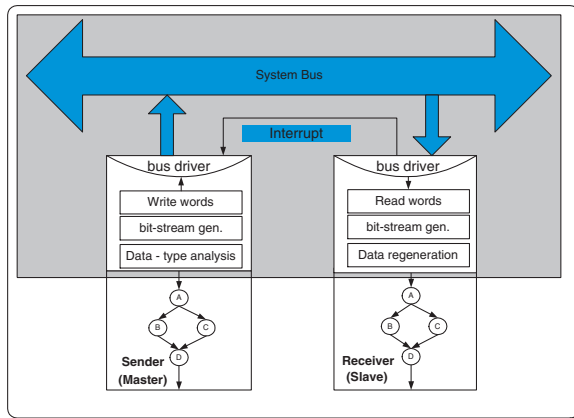 System Bus
Interrupt
bus driver
Write words
bit-stream gen.
Data - type analysis
A
B
C
D
Sender
(Master)
bus driver
Read words
bit-stream gen.
Data regeneration
A
B
C
D
Receiver
(Slave)